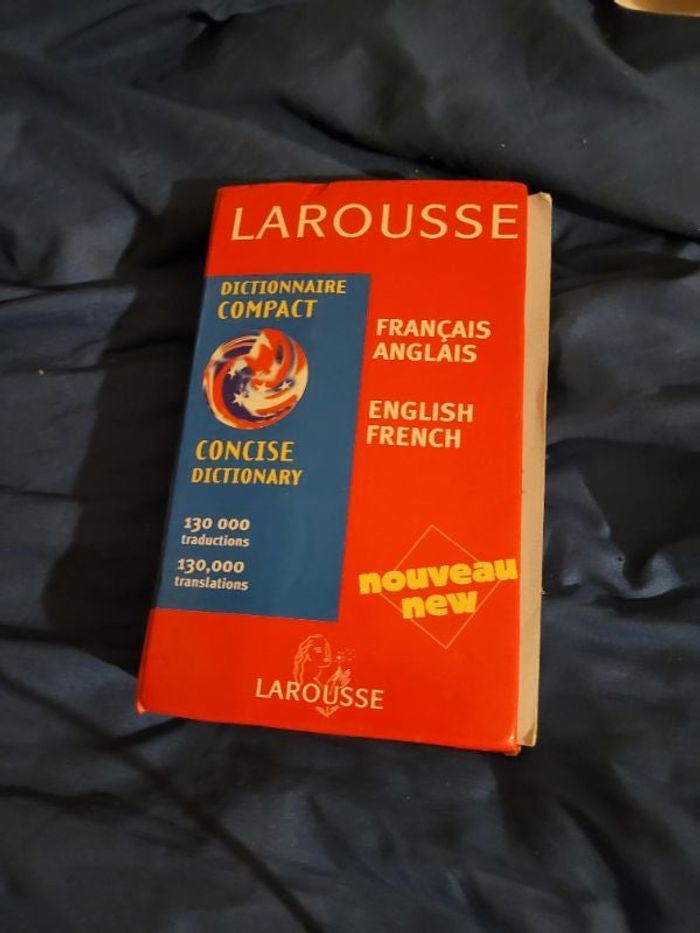 LAROUSSE
DICTIONNAIRE
COMPACT
CONCISE
DICTIONARY
130 000
traductions
130,000
translations
FRANÇAIS
ANGLAIS
ENGLISH
FRENCH
nouveau
new
LAROUSSE